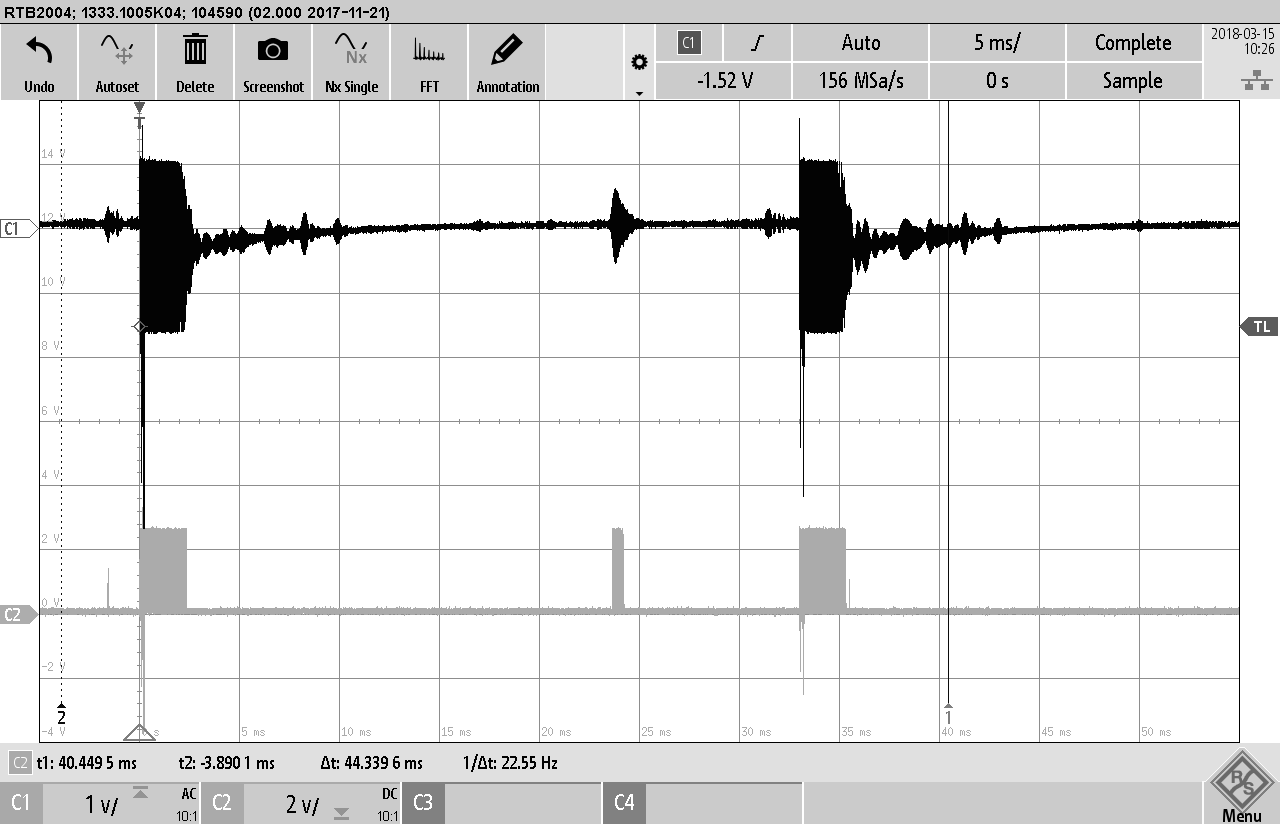 RTB2004; 1333.1005K04; 104590 (02.000 2017-11-21)
Undo Autoset Delete Screenshot Nx Single FFT Annotation
Nx
C1 Auto 5 ms/ Complete
-1.52 V 156 MSa/s 0 s Sample
2018-03-15
10:26
T
14 V
12 V
C1
10 V
TL
8 V
6 V
4 V
2 V
0 V
C2
-2 V
2
1
-4 V 0 s 5 ms 10 ms 15 ms 20 ms 25 ms 30 ms 35 ms 40 ms 45 ms 50 ms
C2 t1: 40.449 5 ms t2: -3.890 1 ms Δt: 44.339 6 ms 1/Δt: 22.55 Hz
C1 1 V/ AC 10:1 C2 2 V/ DC 10:1 C3 C4
R S
Menu